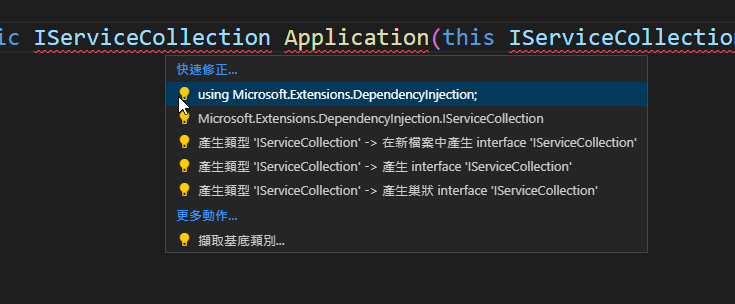 ic IServiceCollection Application(this IServiceCollection
快速修正...
using Microsoft.Extensions.DependencyInjection;
Microsoft.Extensions.DependencyInjection.IServiceCollection
產生類型 'IServiceCollection' -> 在新檔案中產生 interface 'IServiceCollection'
產生類型 'IServiceCollection' -> 產生 interface 'IServiceCollection'
產生類型 'IServiceCollection' -> 產生巢狀 interface 'IServiceCollection'
更多動作...
擷取基底類別...